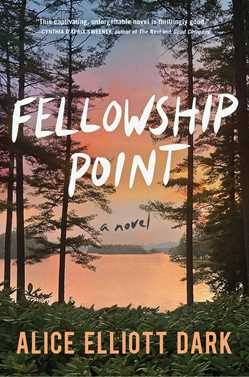 "This captivating, unforgettable novel is thrillingly good."
CYNTHIA D'APRIX SWEENEY, author of The Nest and Good Company
FELLOWSHIP
POINT
a novel
ALICE ELLIOTT DARK